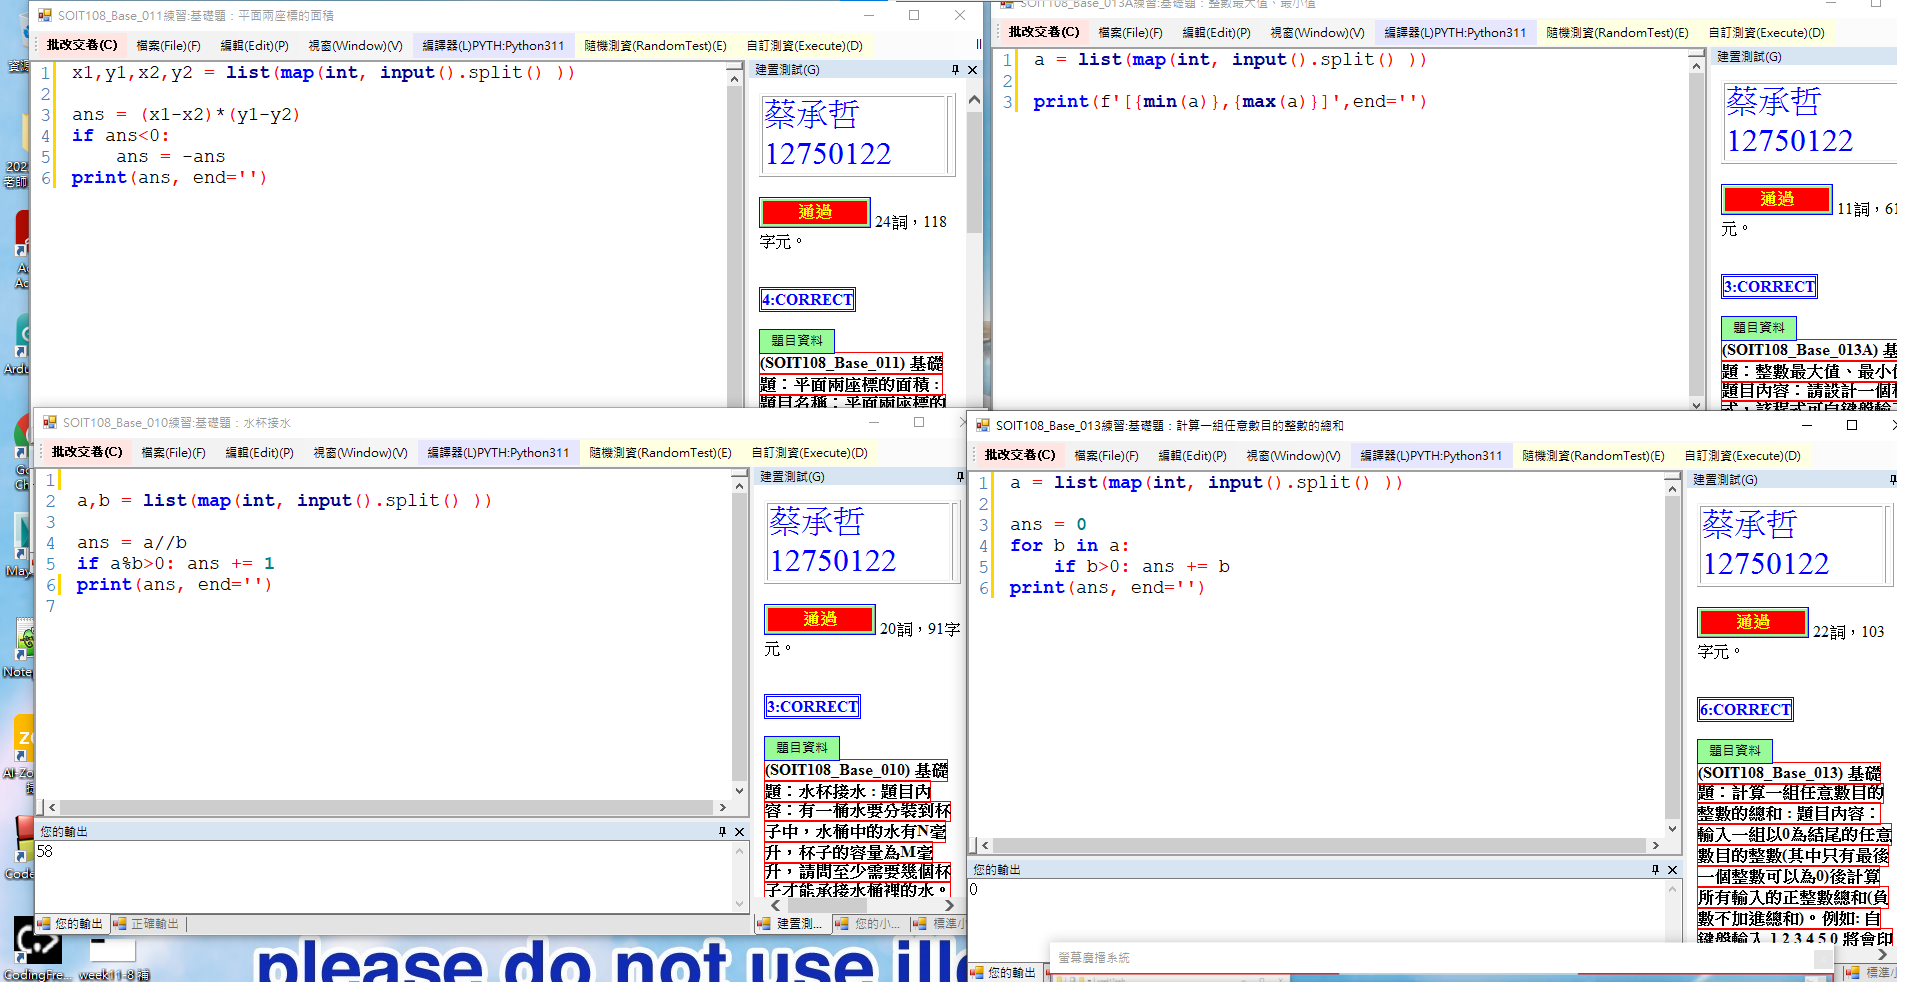 SOIT108_Base_011練習:基礎題：平面兩座標的面積
批改交卷(C) 檔案(File)(F) 編輯(Edit)(P) 視窗(Window)(V) 編譯器(L)PYTH:Python311 隨機測資(RandomTest)(E) 自訂測資(Execute)(D)
1 x1,y1,x2,y2 = list(map(int, input().split() ))
2
3 ans = (x1-x2)*(y1-y2)
4 if ans<0:
5     ans = -ans
6 print(ans, end='')
建置測試(G)
蔡承哲
12750122
通過 24詞，118
字元。
4:CORRECT
題目資料
(SOIT108_Base_011) 基礎
題：平面兩座標的面積：
題目名稱：平面兩座標的
SOIT108_Base_013A練習:基礎題：整數最大值、最小值
批改交卷(C) 檔案(File)(F) 編輯(Edit)(P) 視窗(Window)(V) 編譯器(L)PYTH:Python311 隨機測資(RandomTest)(E) 自訂測資(Execute)(D)
1 a = list(map(int, input().split() ))
2
3 print(f'[{min(a)},{max(a)}]',end='')
建置測試(G)
蔡承哲
12750122
通過 11詞，61
元。
3:CORRECT
題目資料
(SOIT108_Base_013A) 基
題：整數最大值、最小值
題目內容：請設計一個程
式，該程式可自鍵盤輸
SOIT108_Base_010練習:基礎題：水杯接水
批改交卷(C) 檔案(File)(F) 編輯(Edit)(P) 視窗(Window)(V) 編譯器(L)PYTH:Python311 隨機測資(RandomTest)(E) 自訂測資(Execute)(D)
1
2 a,b = list(map(int, input().split() ))
3
4 ans = a//b
5 if a%b>0: ans += 1
6 print(ans, end='')
7
建置測試(G)
蔡承哲
12750122
通過 20詞，91字
元。
3:CORRECT
題目資料
(SOIT108_Base_010) 基礎
題：水杯接水：題目內
容：有一桶水要分裝到杯
子中，水桶中的水有N毫
升，杯子的容量為M毫
升，請問至少需要幾個杯
子才能承接水桶裡的水。
您的輸出
58
您的輸出 正確輸出
建置測... 您的小... 標準小
SOIT108_Base_013練習:基礎題：計算一組任意數目的整數的總和
批改交卷(C) 檔案(File)(F) 編輯(Edit)(P) 視窗(Window)(V) 編譯器(L)PYTH:Python311 隨機測資(RandomTest)(E) 自訂測資(Execute)(D)
1 a = list(map(int, input().split() ))
2
3 ans = 0
4 for b in a:
5     if b>0: ans += b
6 print(ans, end='')
建置測試(G)
蔡承哲
12750122
通過 22詞，103
字元。
6:CORRECT
題目資料
(SOIT108_Base_013) 基礎
題：計算一組任意數目的
整數的總和：題目內容：
輸入一組以0為結尾的任意
數目的整數(其中只有最後
一個整數可以為0)後計算
所有輸入的正整數總和(負
數不加進總和)。例如: 自
鍵盤輸入 1 2 3 4 5 0 將會印
您的輸出
0
您的輸出
標準小
螢幕廣播系統
CodingFre... week11-8
please do not use ille